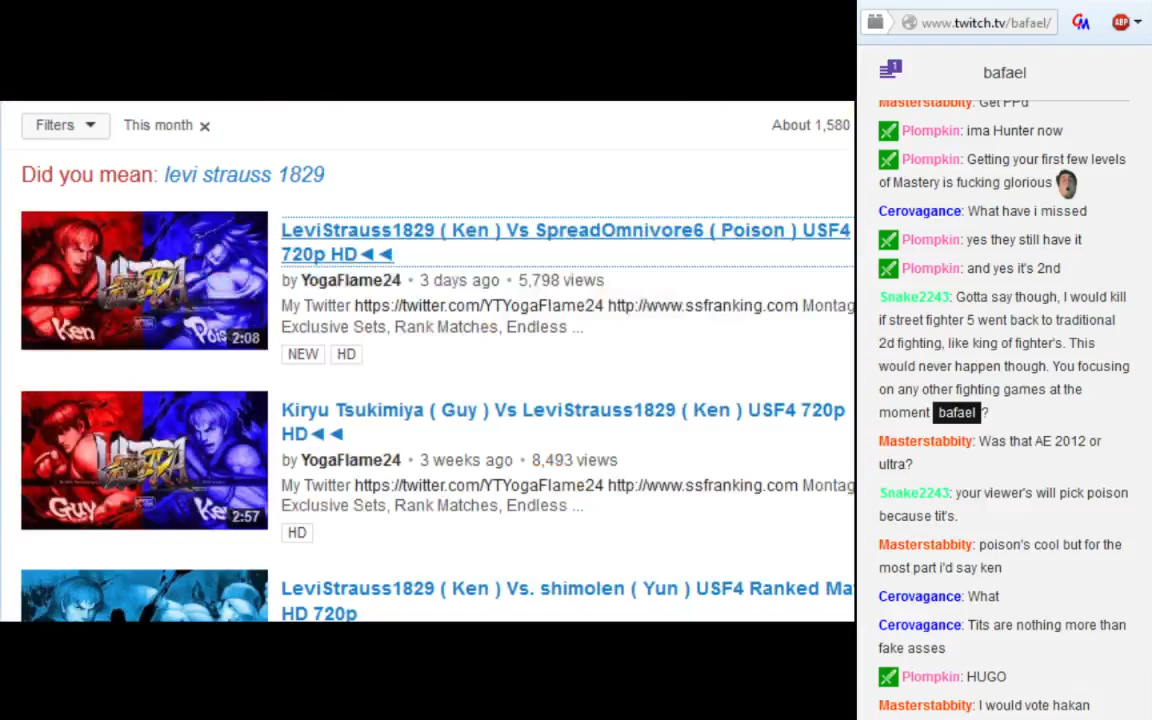 www.twitch.tv/bafael/
GM
ABP
1
bafael
Masterstabbity: Get PPd
Plompkin: ima Hunter now
Plompkin: Getting your first few levels
of Mastery is fucking glorious
Cerovagance: What have i missed
Plompkin: yes they still have it
Plompkin: and yes it's 2nd
Snake2243: Gotta say though, I would kill
if street fighter 5 went back to traditional
2d fighting, like king of fighter's. This
would never happen though. You focusing
on any other fighting games at the
moment bafael ?
Masterstabbity: Was that AE 2012 or
ultra?
Snake2243: your viewer's will pick poison
because tit's.
Masterstabbity: poison's cool but for the
most part i'd say ken
Cerovagance: What
Cerovagance: Tits are nothing more than
fake asses
Plompkin: HUGO
Masterstabbity: I would vote hakan
Filters
This month ×
About 1,580
Did you mean: levi strauss 1829
ULTRA
Ken
Pois
2:08
LeviStrauss1829 ( Ken ) Vs SpreadOmnivore6 ( Poison ) USF4
720p HD◄◄
by YogaFlame24 • 3 days ago • 5,798 views
My Twitter https://twitter.com/YTYogaFlame24 http://www.ssfranking.com Montag
Exclusive Sets, Rank Matches, Endless ...
NEW HD
ULTRA
Guy
Ke
2:57
Kiryu Tsukimiya ( Guy ) Vs LeviStrauss1829 ( Ken ) USF4 720p
HD◄◄
by YogaFlame24 • 3 weeks ago • 8,493 views
My Twitter https://twitter.com/YTYogaFlame24 http://www.ssfranking.com Montag
Exclusive Sets, Rank Matches, Endless ...
HD
LeviStrauss1829 ( Ken ) Vs. shimolen ( Yun ) USF4 Ranked Ma
HD 720p